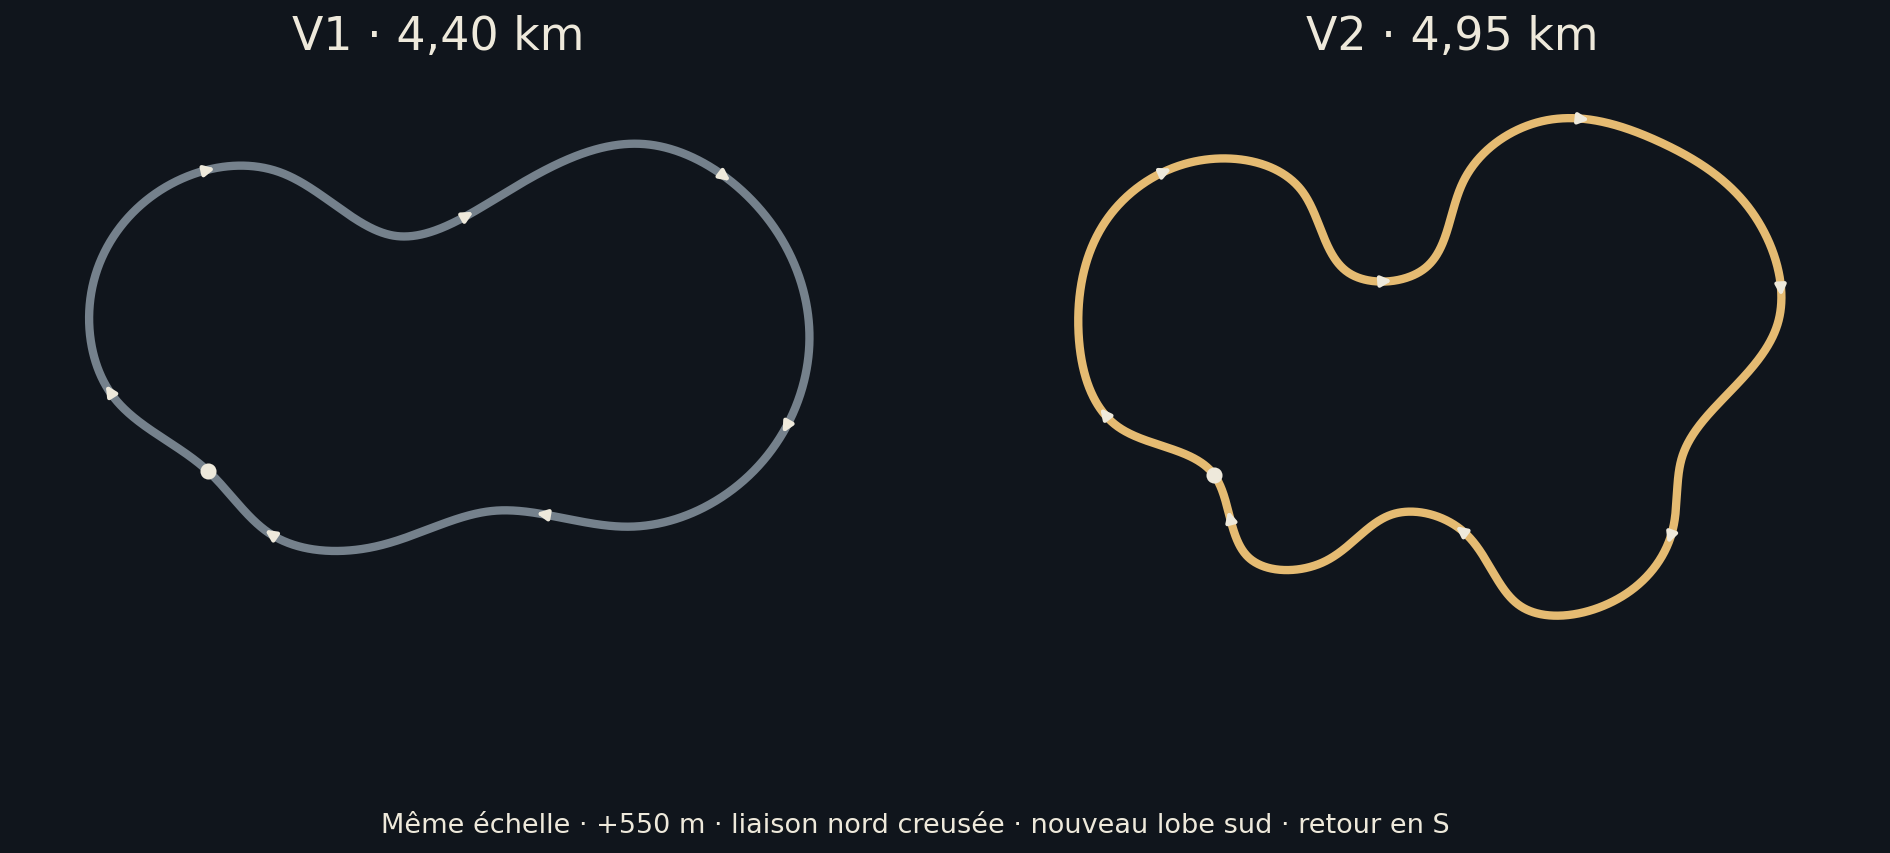 V1 · 4,40 km
V2 · 4,95 km
Même échelle · +550 m · liaison nord creusée · nouveau lobe sud · retour en S